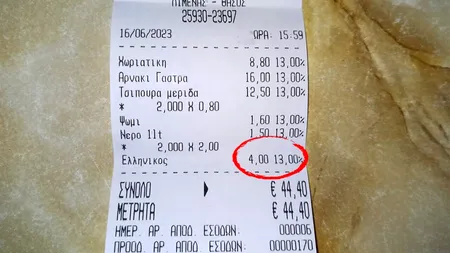 ΛΙΜΕΝΑΣ - ΘΑΣΟΣ
25930-23697
16/06/2023 ΩΡΑ: 15:59
Χωριατικη 8,80 13,00%
Αρνακι Γαστρα 16,00 13,00%
Τσιπουρα μεριδα 12,50 13,00%
* 2,000 X 0,80
Ψωμι 1,60 13,00%
Νερο 1lt 1,50 13,00%
* 2,000 X 2,00
Ελληνικος 4,00 13,00%
ΣΥΝΟΛΟ € 44,40
ΜΕΤΡΗΤΑ € 44,40
ΗΜΕΡ. ΑΡ. ΑΠΟΔ. ΕΣΟΔΩΝ: 000006
ΠΡΟΟΔ. ΑΡ. ΑΠΟΔ. ΕΣΟΔΩΝ: 00000170